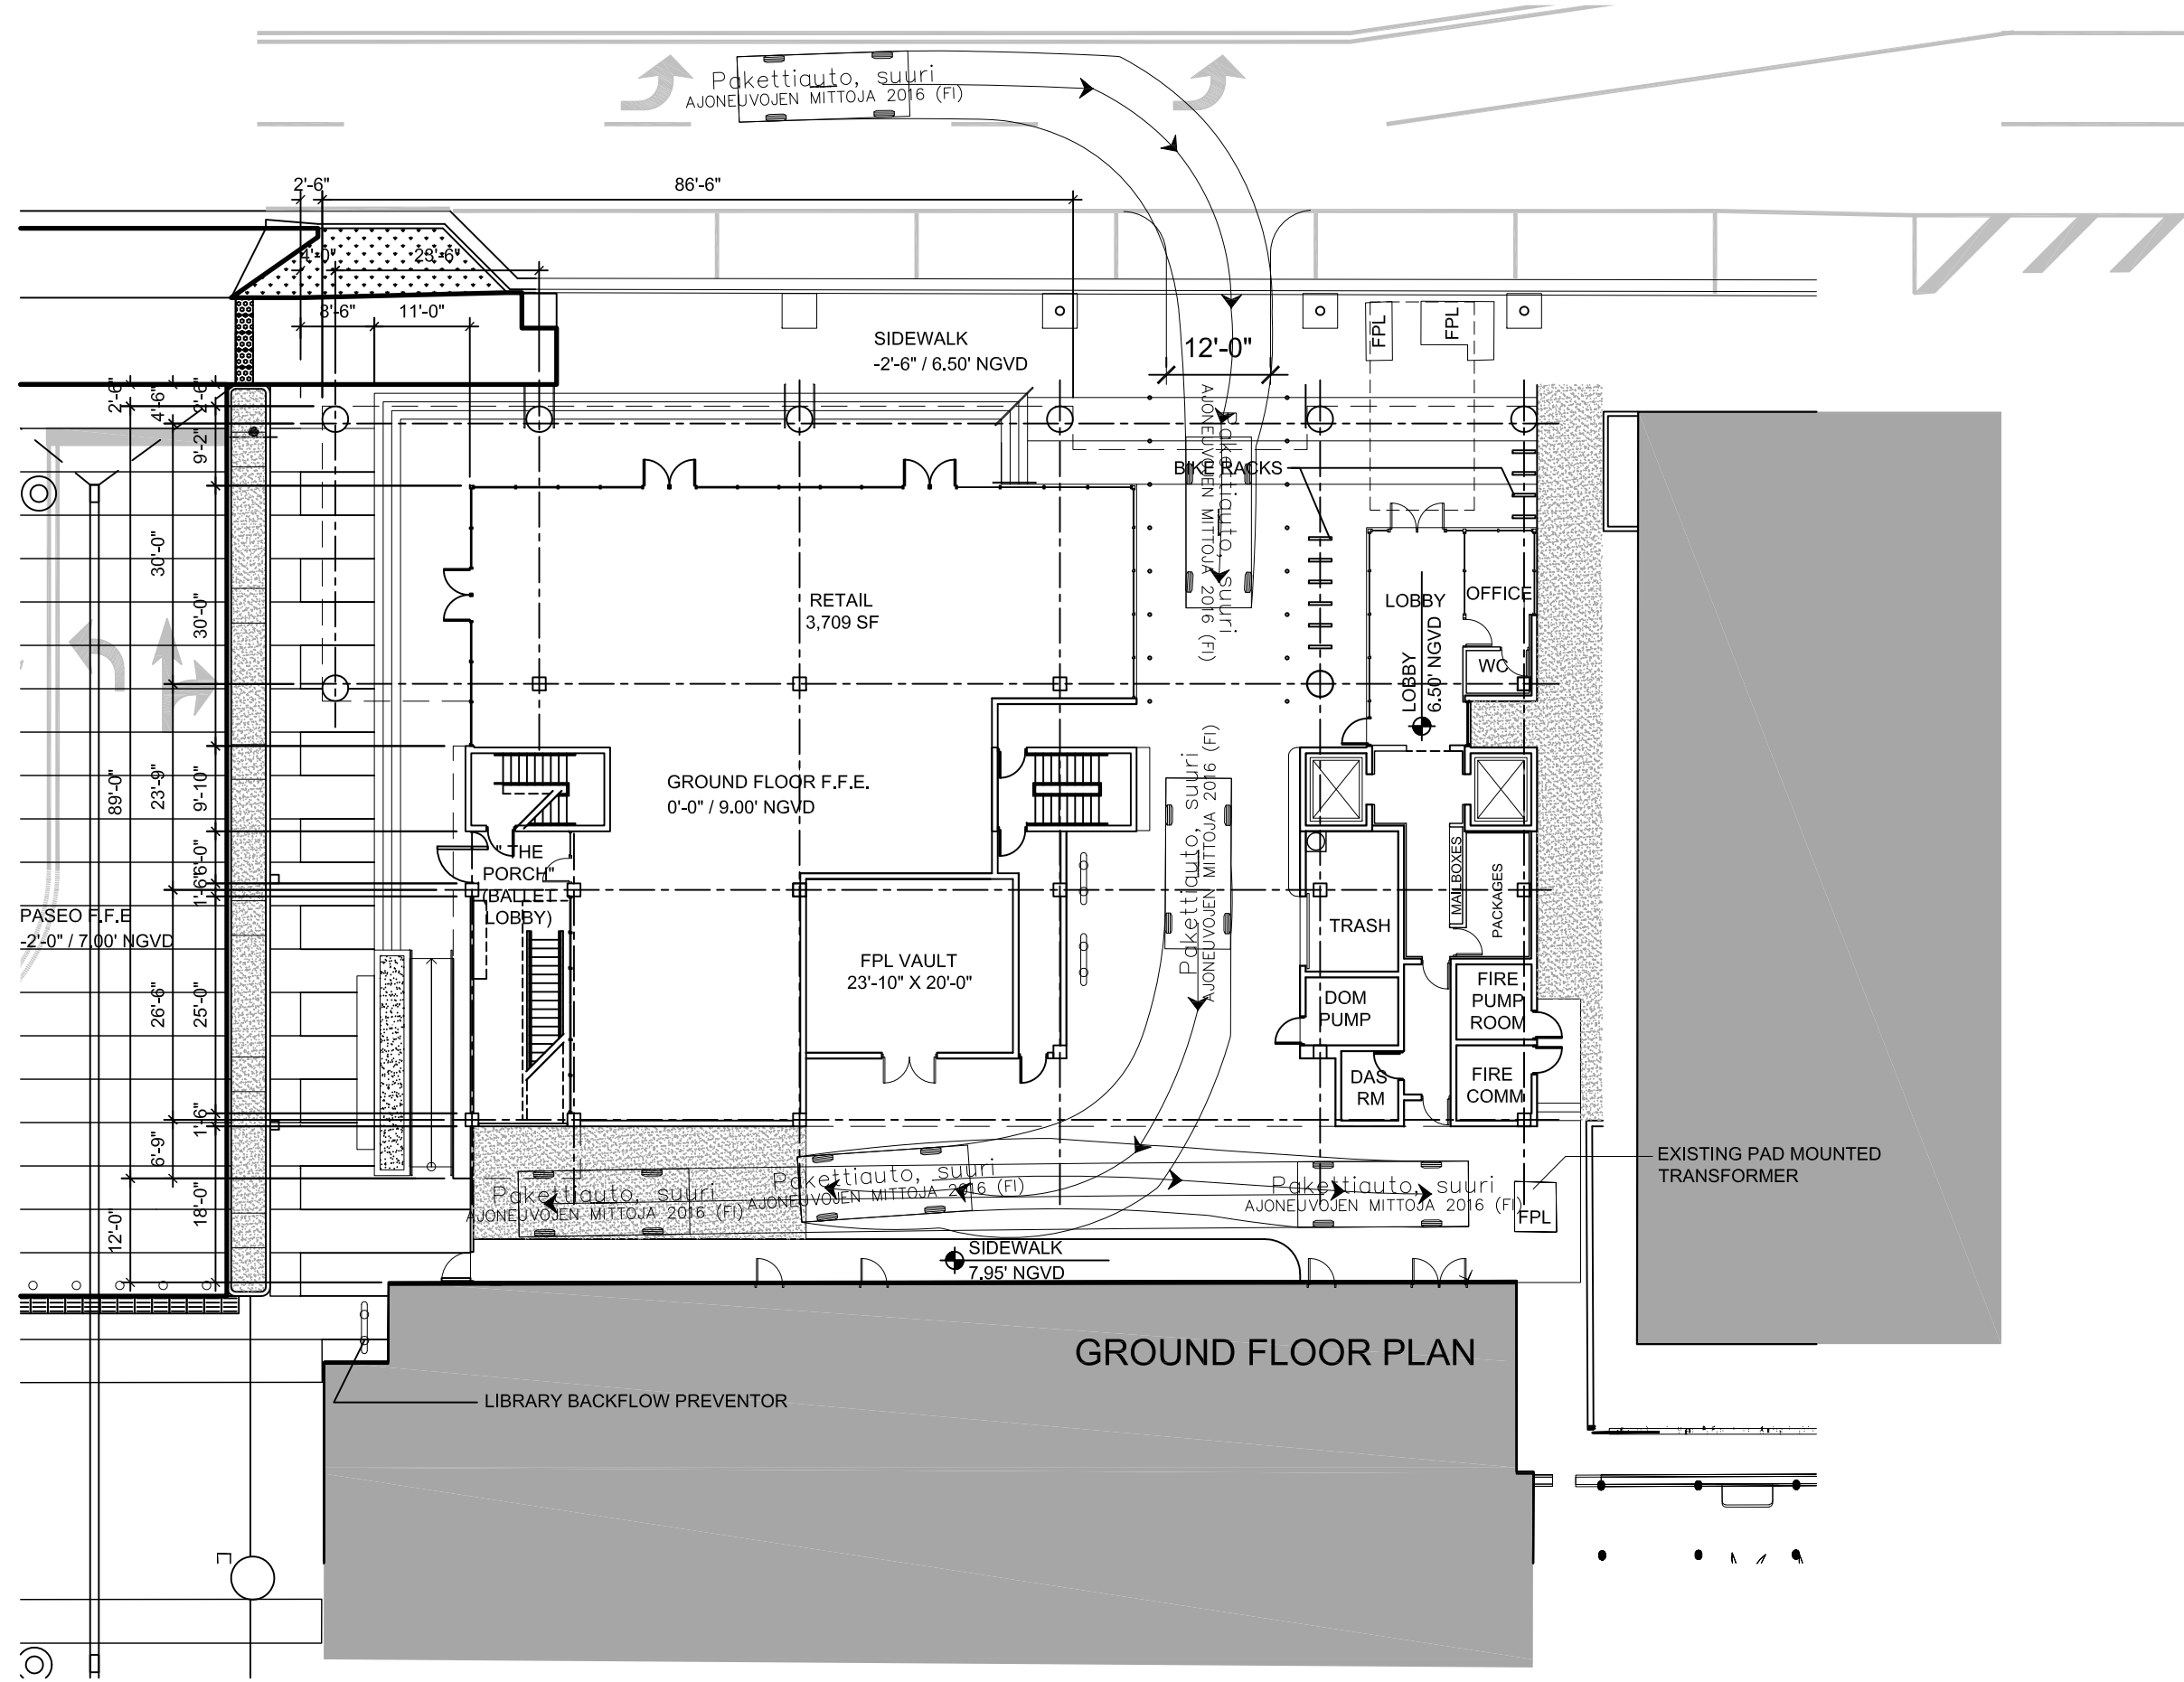 Pakettiauto, suuri
AJONEUVOJEN MITTOJA 2016 (FI)
2'-6"
86'-6"
4'-0"
23'-6"
8'-6"
11'-0"
SIDEWALK
-2'-6" / 6.50' NGVD
12'-0"
FPL
FPL
2'-6"
4'-6"
2'-6"
9'-2"
Pakettiauto, suuri
AJONEUVOJEN MITTOJA 2016 (FI)
BIKE RACKS
30'-0"
30'-0"
RETAIL
3,709 SF
LOBBY
OFFICE
LOBBY
6.50' NGVD
WC
89'-0"
23'-9"
9'-10"
GROUND FLOOR F.F.E.
0'-0" / 9.00' NGVD
Pakettiauto, suuri
AJONEUVOJEN MITTOJA 2016 (FI)
"THE
PORCH"
(BALLET
LOBBY)
6'-0"
1'-6"
MAILBOXES
PACKAGES
PASEO F.F.E
-2'-0" / 7.00' NGVD
TRASH
FPL VAULT
23'-10" X 20'-0"
26'-6"
25'-0"
DOM
PUMP
FIRE
PUMP
ROOM
DAS
RM
FIRE
COMM
1'-6"
6'-9"
18'-0"
12'-0"
EXISTING PAD MOUNTED
TRANSFORMER
Pakettiauto, suuri
AJONEUVOJEN MITTOJA 2016 (FI)
Pakettiauto, suuri
AJONEUVOJEN MITTOJA 2016 (FI)
Pakettiauto, suuri
AJONEUVOJEN MITTOJA 2016 (FI)
FPL
SIDEWALK
7.95' NGVD
GROUND FLOOR PLAN
LIBRARY BACKFLOW PREVENTOR